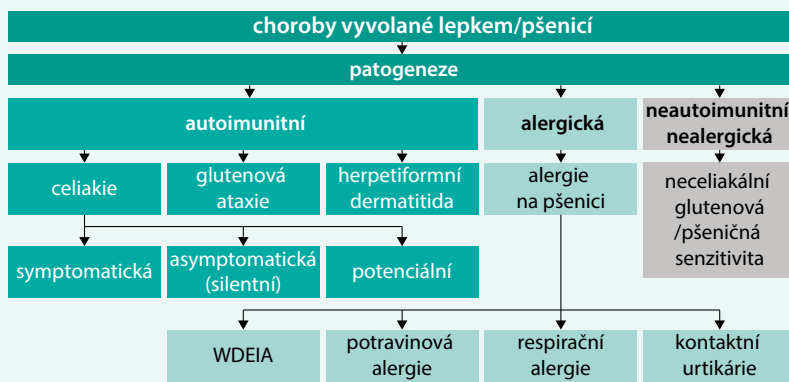 choroby vyvolané lepkem/pšenicí
patogeneze
autoimunitní
alergická
neautoimunitní
nealergická
celiakie
glutenová
ataxie
herpetiformní
dermatitida
alergie
na pšenici
neceliakální
glutenová
/pšeničná
senzitivita
symptomatická
asymptomatická
(silentní)
potenciální
WDEIA
potravinová
alergie
respirační
alergie
kontaktní
urtikárie